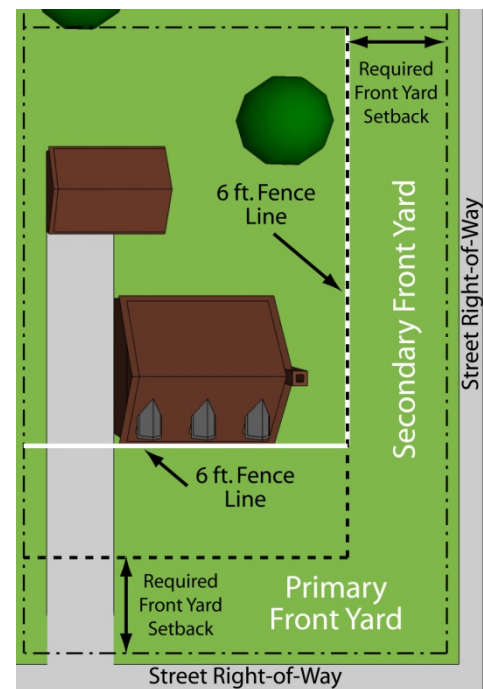 Required
Front Yard
Setback
6 ft. Fence
Line
Secondary Front Yard
Street Right-of-Way
6 ft. Fence
Line
Required
Front Yard
Setback
Primary
Front Yard
Street Right-of-Way